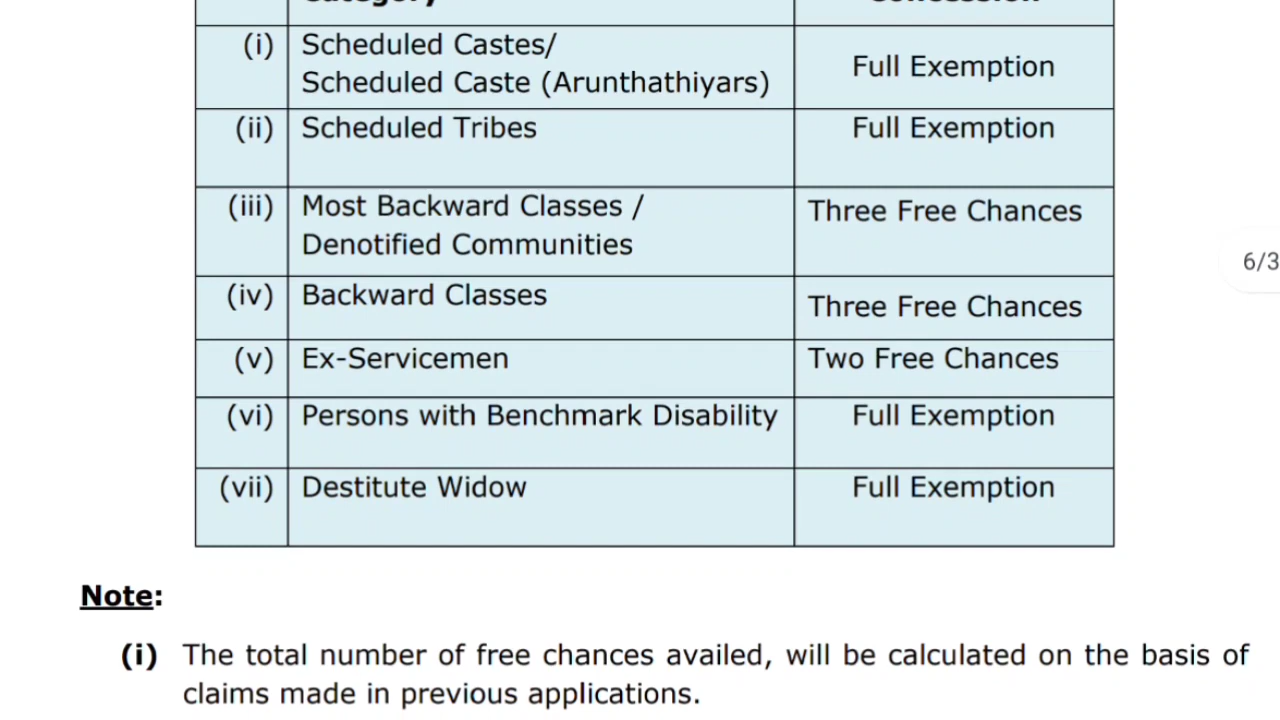 (i) Scheduled Castes/
Scheduled Caste (Arunthathiyars) Full Exemption
(ii) Scheduled Tribes Full Exemption
(iii) Most Backward Classes / Three Free Chances
Denotified Communities
(iv) Backward Classes Three Free Chances
(v) Ex-Servicemen Two Free Chances
(vi) Persons with Benchmark Disability Full Exemption
(vii) Destitute Widow Full Exemption
6/3
Note:
(i) The total number of free chances availed, will be calculated on the basis of
claims made in previous applications.